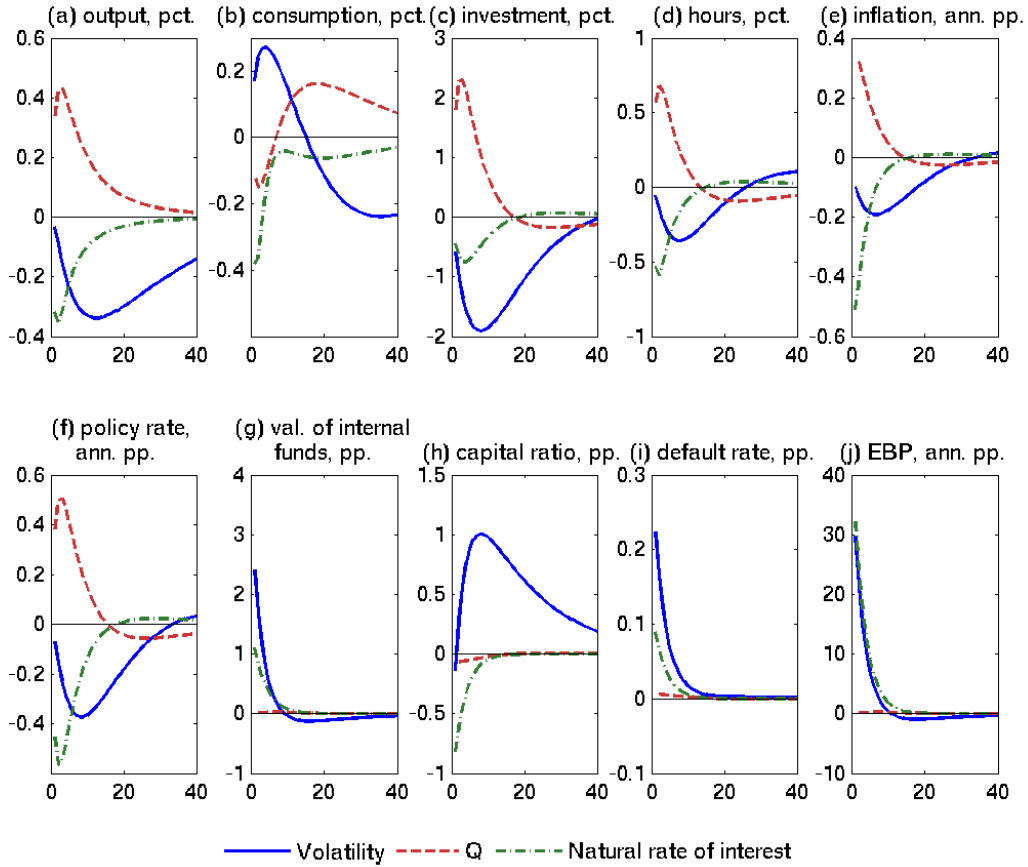 (a) output, pct.
(b) consumption, pct.
(c) investment, pct.
(d) hours, pct.
(e) inflation, ann. pp.
0.6
0.4
0.2
0
-0.2
-0.4
0 20 40
0.2
0
-0.2
-0.4
0 10 20 30 40
3
2
1
0
-1
-2
0 20 40
1
0.5
0
-0.5
-1
0 20 40
0.4
0.2
0
-0.2
-0.4
-0.6
0 20 40
(f) policy rate,
ann. pp.
(g) val. of internal
funds, pp.
(h) capital ratio, pp.
(i) default rate, pp.
(j) EBP, ann. pp.
0.6
0.4
0.2
0
-0.2
-0.4
0 20 40
4
3
2
1
0
-1
0 20 40
1.5
1
0.5
0
-0.5
-1
0 20 40
0.3
0.2
0.1
0
-0.1
0 20 40
40
30
20
10
0
-10
0 20 40
Volatility Q Natural rate of interest